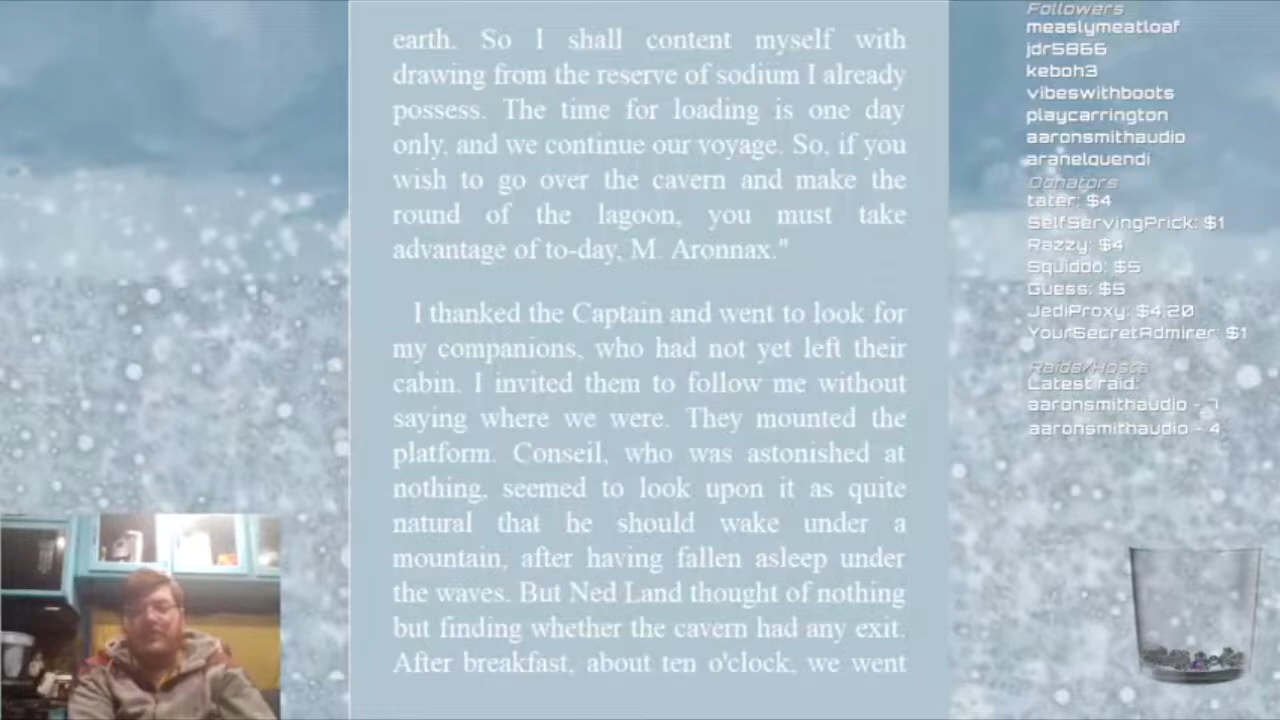 earth. So I shall content myself with
drawing from the reserve of sodium I already
possess. The time for loading is one day
only, and we continue our voyage. So, if you
wish to go over the cavern and make the
round of the lagoon, you must take
advantage of to-day, M. Aronnax."
I thanked the Captain and went to look for
my companions, who had not yet left their
cabin. I invited them to follow me without
saying where we were. They mounted the
platform. Conseil, who was astonished at
nothing, seemed to look upon it as quite
natural that he should wake under a
mountain, after having fallen asleep under
the waves. But Ned Land thought of nothing
but finding whether the cavern had any exit.
After breakfast, about ten o'clock, we went
Followers
measlymeatloaf
jdr5866
keboh3
vibeswithboots
playcarrington
aaronsmithaudio
aranelquendi
Donators
tater: $4
SelfServingPrick: $1
Razzy: $4
Squidoo: $5
Guess: $5
JediProxy: $4.20
YourSecretAdmirer: $1
Raids/Hosts
Latest raid:
aaronsmithaudio - 7
aaronsmithaudio - 4